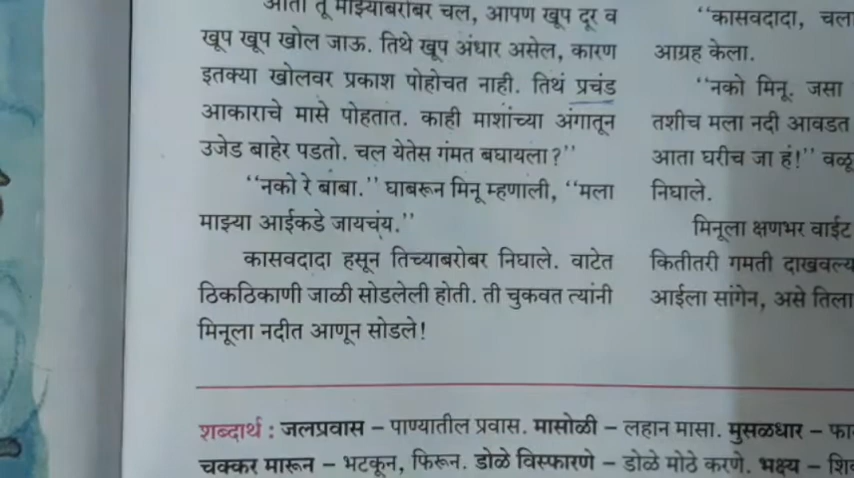 आता तू माझ्याबरोबर चल, आपण खूप दूर व
खूप खूप खोल जाऊ. तिथे खूप अंधार असेल, कारण
इतक्या खोलवर प्रकाश पोहोचत नाही. तिथं प्रचंड
आकाराचे मासे पोहतात. काही माशांच्या अंगातून
उजेड बाहेर पडतो. चल येतेस गंमत बघायला?’’
‘‘नको रे बाबा.’’ घाबरून मिनू म्हणाली, ‘‘मला
माझ्या आईकडे जायचंय.’’
कासवदादा हसून तिच्याबरोबर निघाले. वाटेत
ठिकठिकाणी जाळी सोडलेली होती. ती चुकवत त्यांनी
मिनूला नदीत आणून सोडले!
‘‘कासवदादा, चला
आग्रह केला.
‘‘नको मिनू. जसा
तशीच मला नदी आवडत
आता घरीच जा हं!’’ वळू
निघाले.
मिनूला क्षणभर वाईट
कितीतरी गमती दाखवल्य
आईला सांगेन, असे तिला
शब्दार्थ : जलप्रवास – पाण्यातील प्रवास. मासोळी – लहान मासा. मुसळधार –
चक्कर मारून – भटकून, फिरून. डोळे विस्फारणे – डोळे मोठे करणे. भक्ष्य –